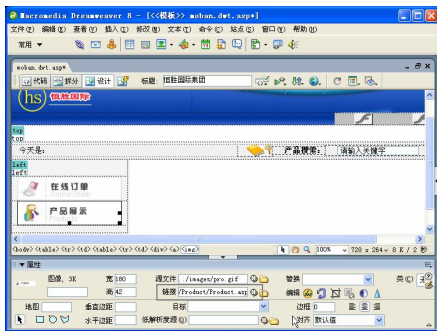 Macromedia Dreamweaver 8 - [<<模板>> moban.dwt.asp*]
文件(F) 编辑(E) 查看(V) 插入(I) 修改(M) 文本(T) 命令(C) 站点(S) 窗口(W) 帮助(H)
常用
moban.dwt.asp*
代码 拆分 设计 标题: 恒胜国际集团
hs 恒胜国际
top
top
今天是: 产品搜索: 请输入关键字
left
left
在线订单
产品展示
<body> <table> <tr> <td> <table> <tr> <td> <div> <a> <img> 100% 728 x 264 8 K / 2 秒
属性
图像, 3K 宽 180 源文件 ../images/pro.gif 替换 类(C)
高 42 链接 /Product/Product.asp 编辑
地图 垂直边距 目标 边框 0
水平边距 低解析度源(O) 对齐 默认值